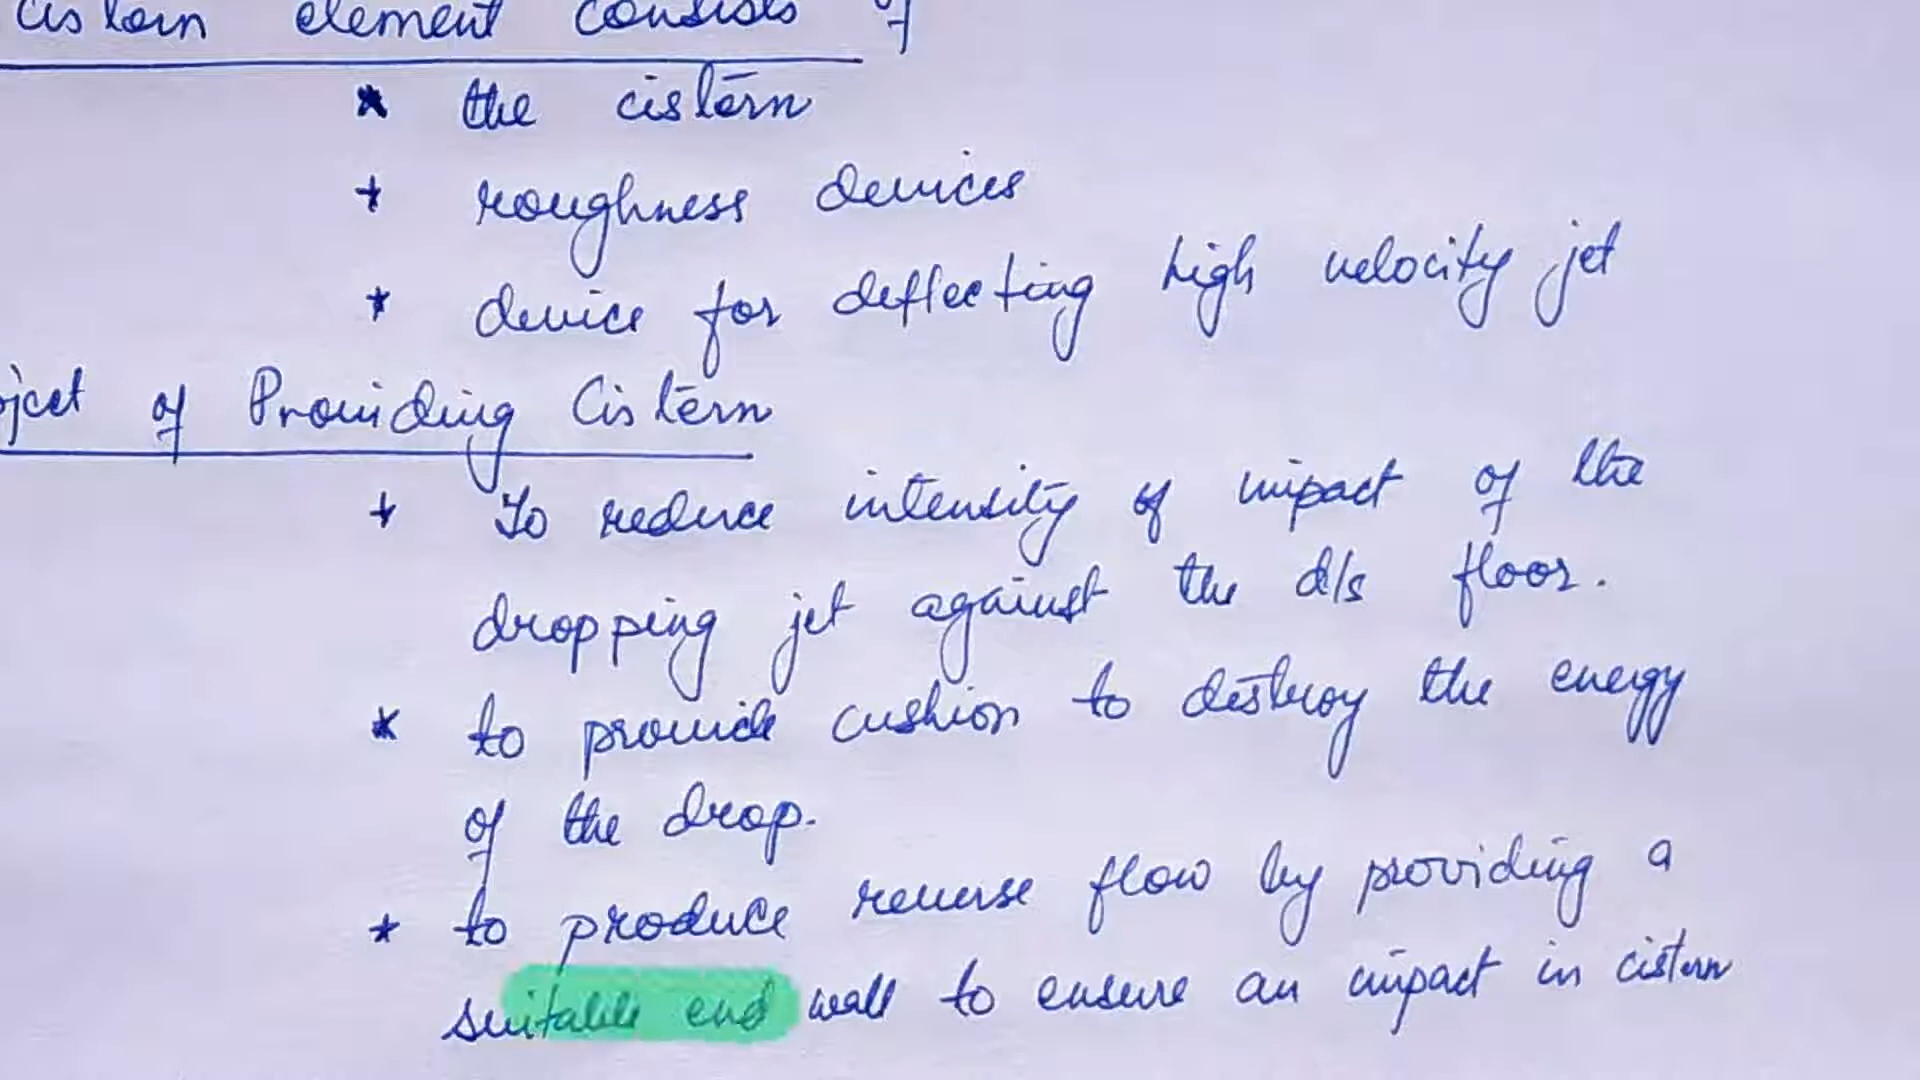 cistern element consists of
* the cistern
+ roughness devices
* device for deflecting high velocity jet
of Providing Cistern
+ To reduce intensity of impact of the
dropping jet against the d/s floor.
* to provide cushion to destroy the energy
of the drop.
* to produce reverse flow by providing a
suitable end wall to ensure an impact in cistern